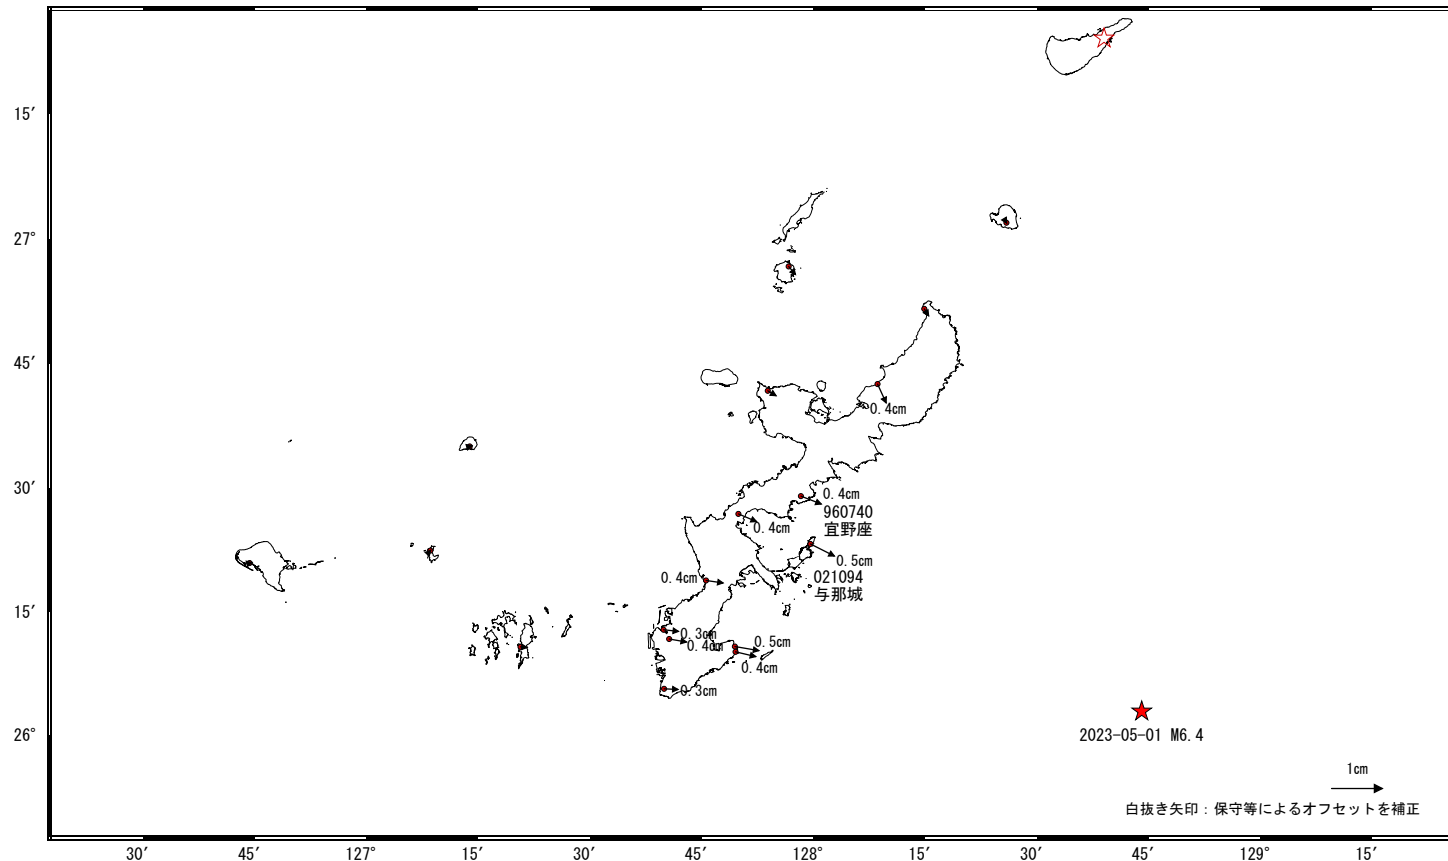 15′
27°
45′
0.4cm
30′
0.4cm
960740
宜野座
0.4cm
0.5cm
021094
与那城
0.4cm
15′
0.3cm
0.4cm
0.5cm
0.4cm
0.3cm
26°
2023-05-01 M6.4
1cm
白抜き矢印：保守等によるオフセットを補正
30′ 45′ 127° 15′ 30′ 45′ 128° 15′ 30′ 45′ 129° 15′